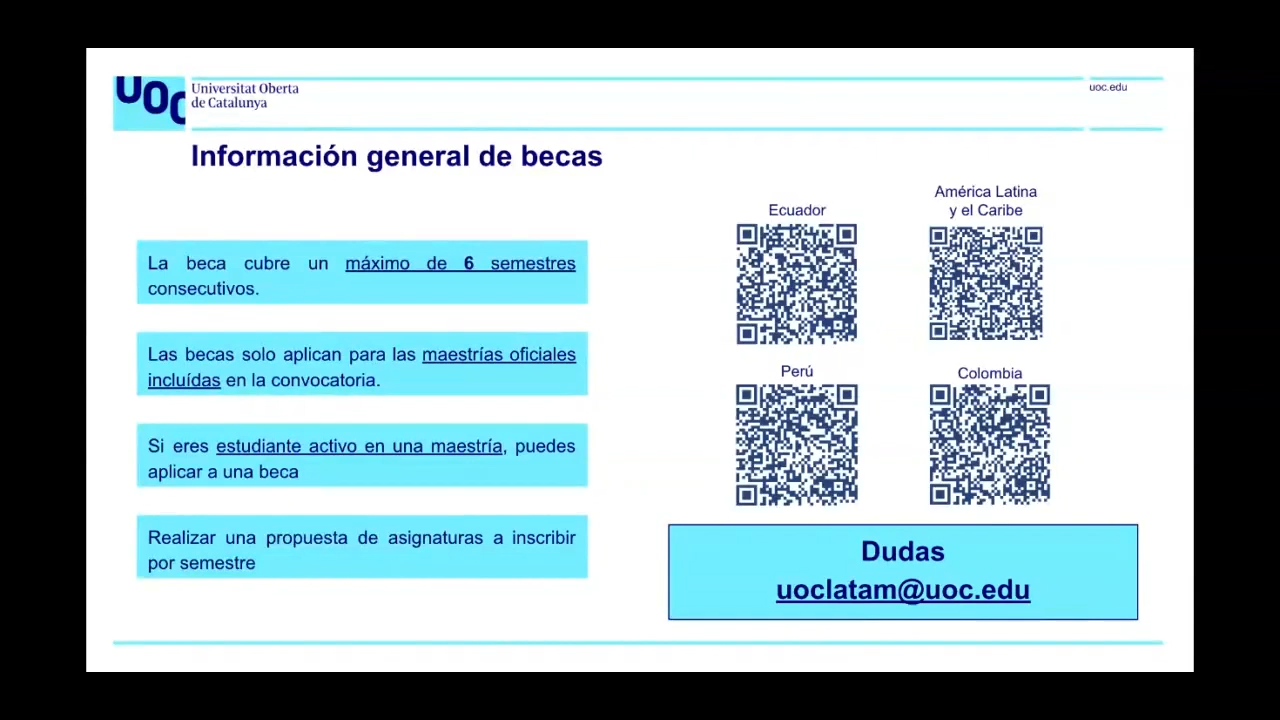 UOC
Universitat Oberta
de Catalunya
uoc.edu
Información general de becas
La beca cubre un máximo de 6 semestres
consecutivos.
Las becas solo aplican para las maestrías oficiales
incluídas en la convocatoria.
Si eres estudiante activo en una maestría, puedes
aplicar a una beca
Realizar una propuesta de asignaturas a inscribir
por semestre
Ecuador
América Latina
y el Caribe
Perú
Colombia
Dudas
uoclatam@uoc.edu